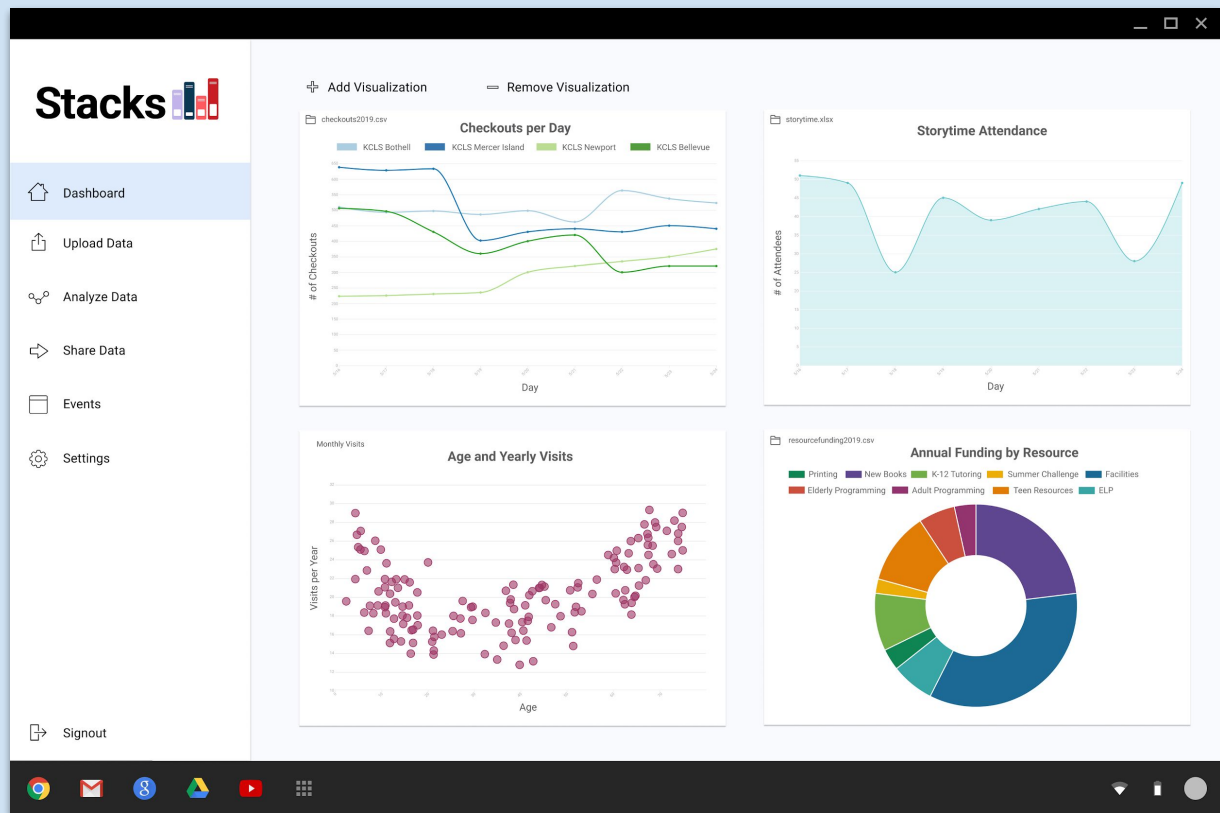 Stacks
Dashboard
Upload Data
Analyze Data
Share Data
Events
Settings
Signout
Add Visualization
Remove Visualization
checkouts2019.csv
Checkouts per Day
KCLS Bothell KCLS Mercer Island KCLS Newport KCLS Bellevue
# of Checkouts
Day
storytime.xlsx
Storytime Attendance
# of Attendees
Day
Monthly Visits
Age and Yearly Visits
Visits per Year
Age
resourcefunding2019.csv
Annual Funding by Resource
Printing New Books K-12 Tutoring Summer Challenge Facilities
Elderly Programming Adult Programming Teen Resources ELP